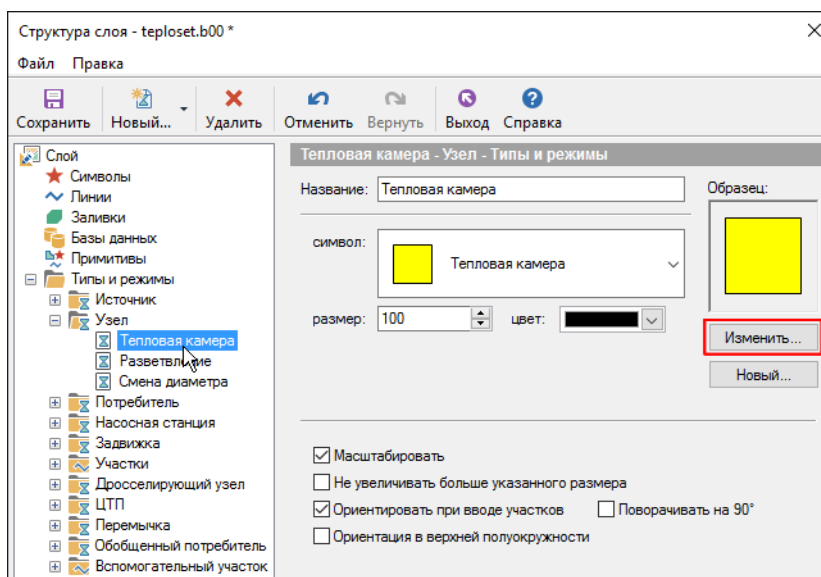 Структура слоя - teploset.b00 *
Файл Правка
Сохранить Новый... Удалить Отменить Вернуть Выход Справка
Слой
Символы
Линии
Заливки
Базы данных
Примитивы
Типы и режимы
Источник
Узел
Тепловая камера
Разветвление
Смена диаметра
Потребитель
Насосная станция
Задвижка
Участки
Дросселирующий узел
ЦТП
Перемычка
Обобщенный потребитель
Вспомогательный участок
Тепловая камера - Узел - Типы и режимы
Название: Тепловая камера
Образец:
символ: Тепловая камера
размер: 100 цвет:
Изменить...
Новый...
Масштабировать
Не увеличивать больше указанного размера
Ориентировать при вводе участков Поворачивать на 90°
Ориентация в верхней полуокружности